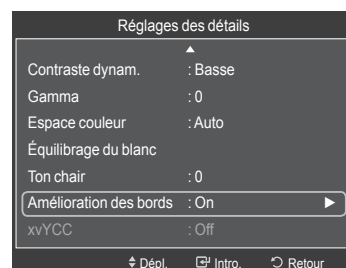 Réglages des détails
Contraste dynam. : Basse
Gamma : 0
Espace couleur : Auto
Équilibrage du blanc
Ton chair : 0
Amélioration des bords : On
xvYCC : Off
Dépl. Intro. Retour